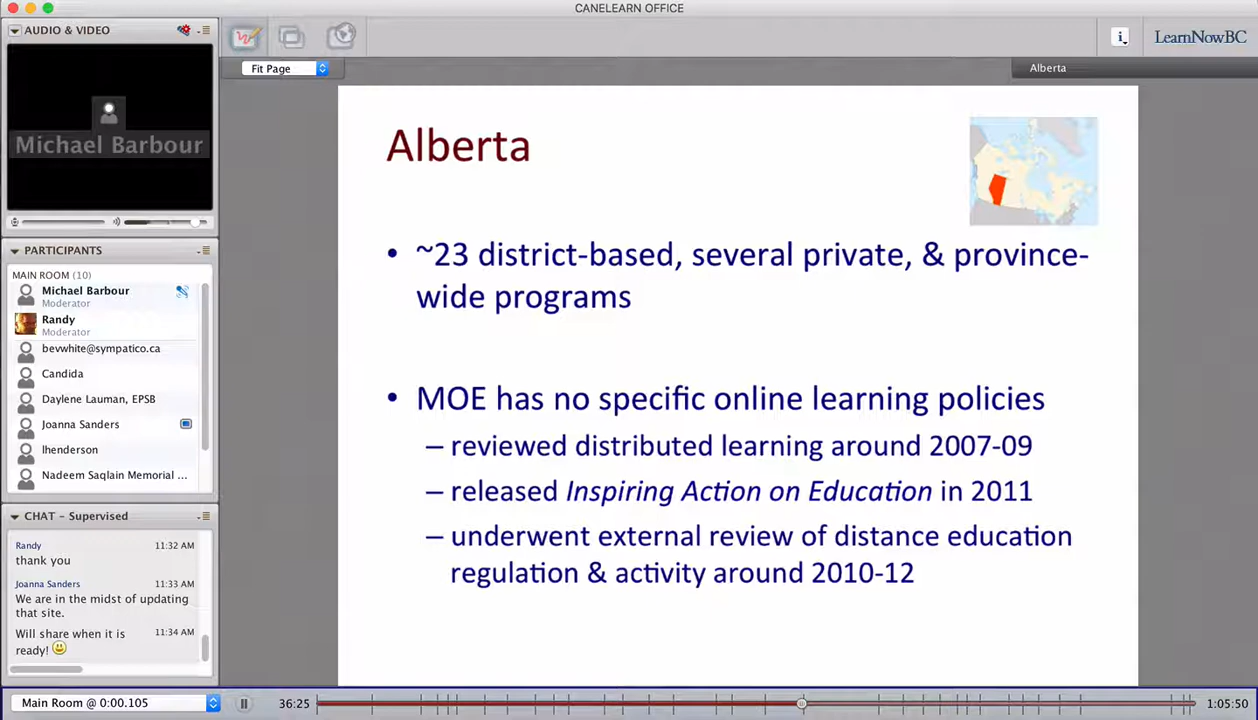 CANELEARN OFFICE
AUDIO & VIDEO
Michael Barbour
PARTICIPANTS
MAIN ROOM (10)
Michael Barbour
Moderator
Randy
Moderator
bevwhite@sympatico.ca
Candida
Daylene Lauman, EPSB
Joanna Sanders
lhenderson
Nadeem Saqlain Memorial ...
CHAT - Supervised
Randy 11:32 AM
thank you
Joanna Sanders 11:33 AM
We are in the midst of updating
that site.
Will share when it is 11:34 AM
ready!
Fit Page
i
LearnNowBC
Alberta
Alberta
• ~23 district-based, several private, & province-
wide programs
• MOE has no specific online learning policies
– reviewed distributed learning around 2007-09
– released Inspiring Action on Education in 2011
– underwent external review of distance education
regulation & activity around 2010-12
Main Room @ 0:00.105
36:25
1:05:50